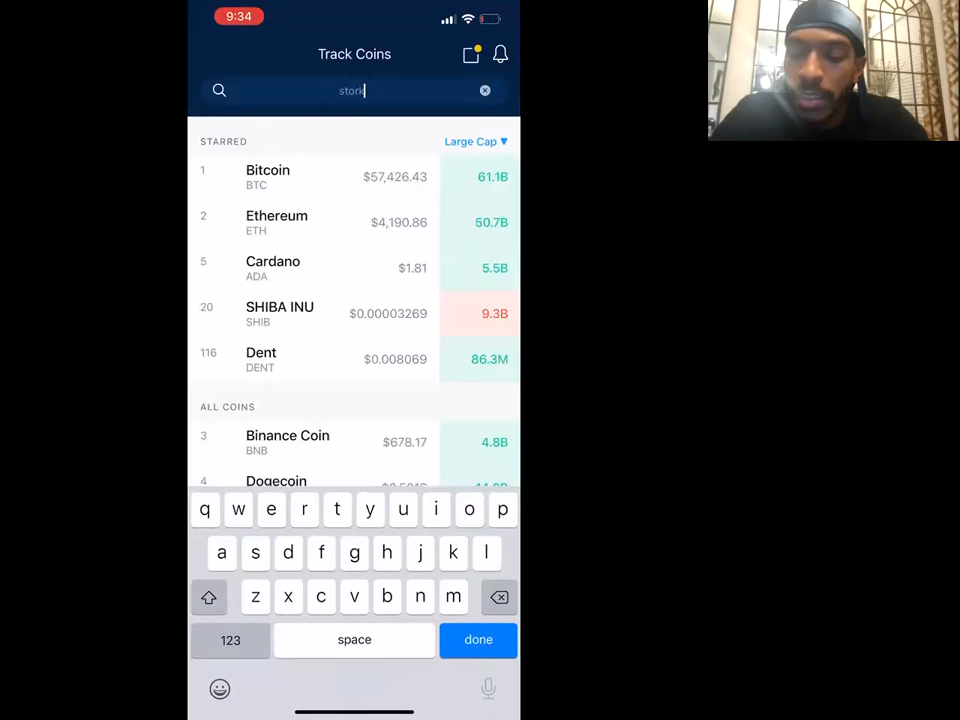 9:34
Track Coins
stork
STARRED
Large Cap ▼
1 Bitcoin $57,426.43 61.1B
BTC
2 Ethereum $4,190.86 50.7B
ETH
5 Cardano $1.81 5.5B
ADA
20 SHIBA INU $0.00003269 9.3B
SHIB
116 Dent $0.008069 86.3M
DENT
ALL COINS
3 Binance Coin $678.17 4.8B
BNB
4 Dogecoin
q w e r t y u i o p
a s d f g h j k l
z x c v b n m
123 space done